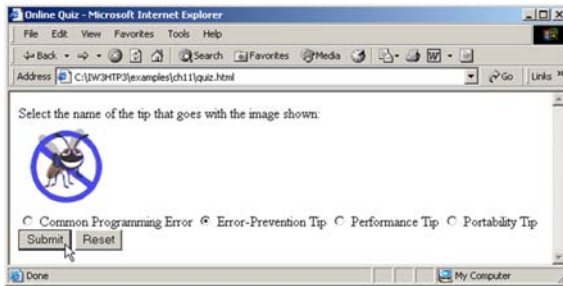 Online Quiz - Microsoft Internet Explorer
File Edit View Favorites Tools Help
Back Search Favorites Media
Address C:\IW3HTP3\examples\ch11\quiz.html Go Links »
Select the name of the tip that goes with the image shown:
Common Programming Error Error-Prevention Tip Performance Tip Portability Tip
Submit Reset
Done My Computer